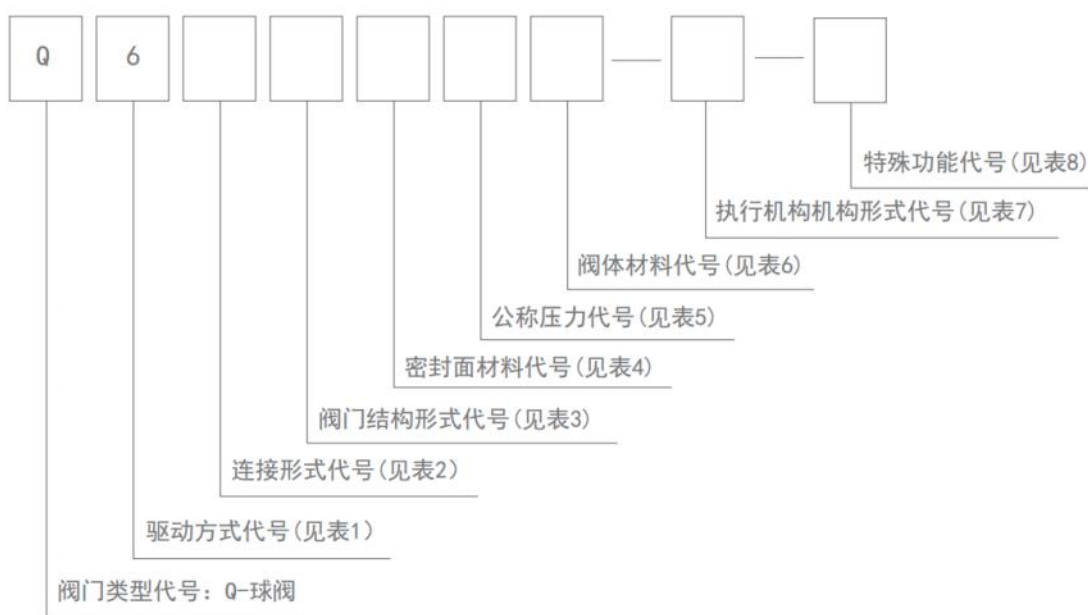 Q 6 — —
特殊功能代号(见表8)
执行机构机构形式代号(见表7)
阀体材料代号(见表6)
公称压力代号(见表5)
密封面材料代号(见表4)
阀门结构形式代号(见表3)
连接形式代号(见表2)
驱动方式代号(见表1)
阀门类型代号：Q-球阀